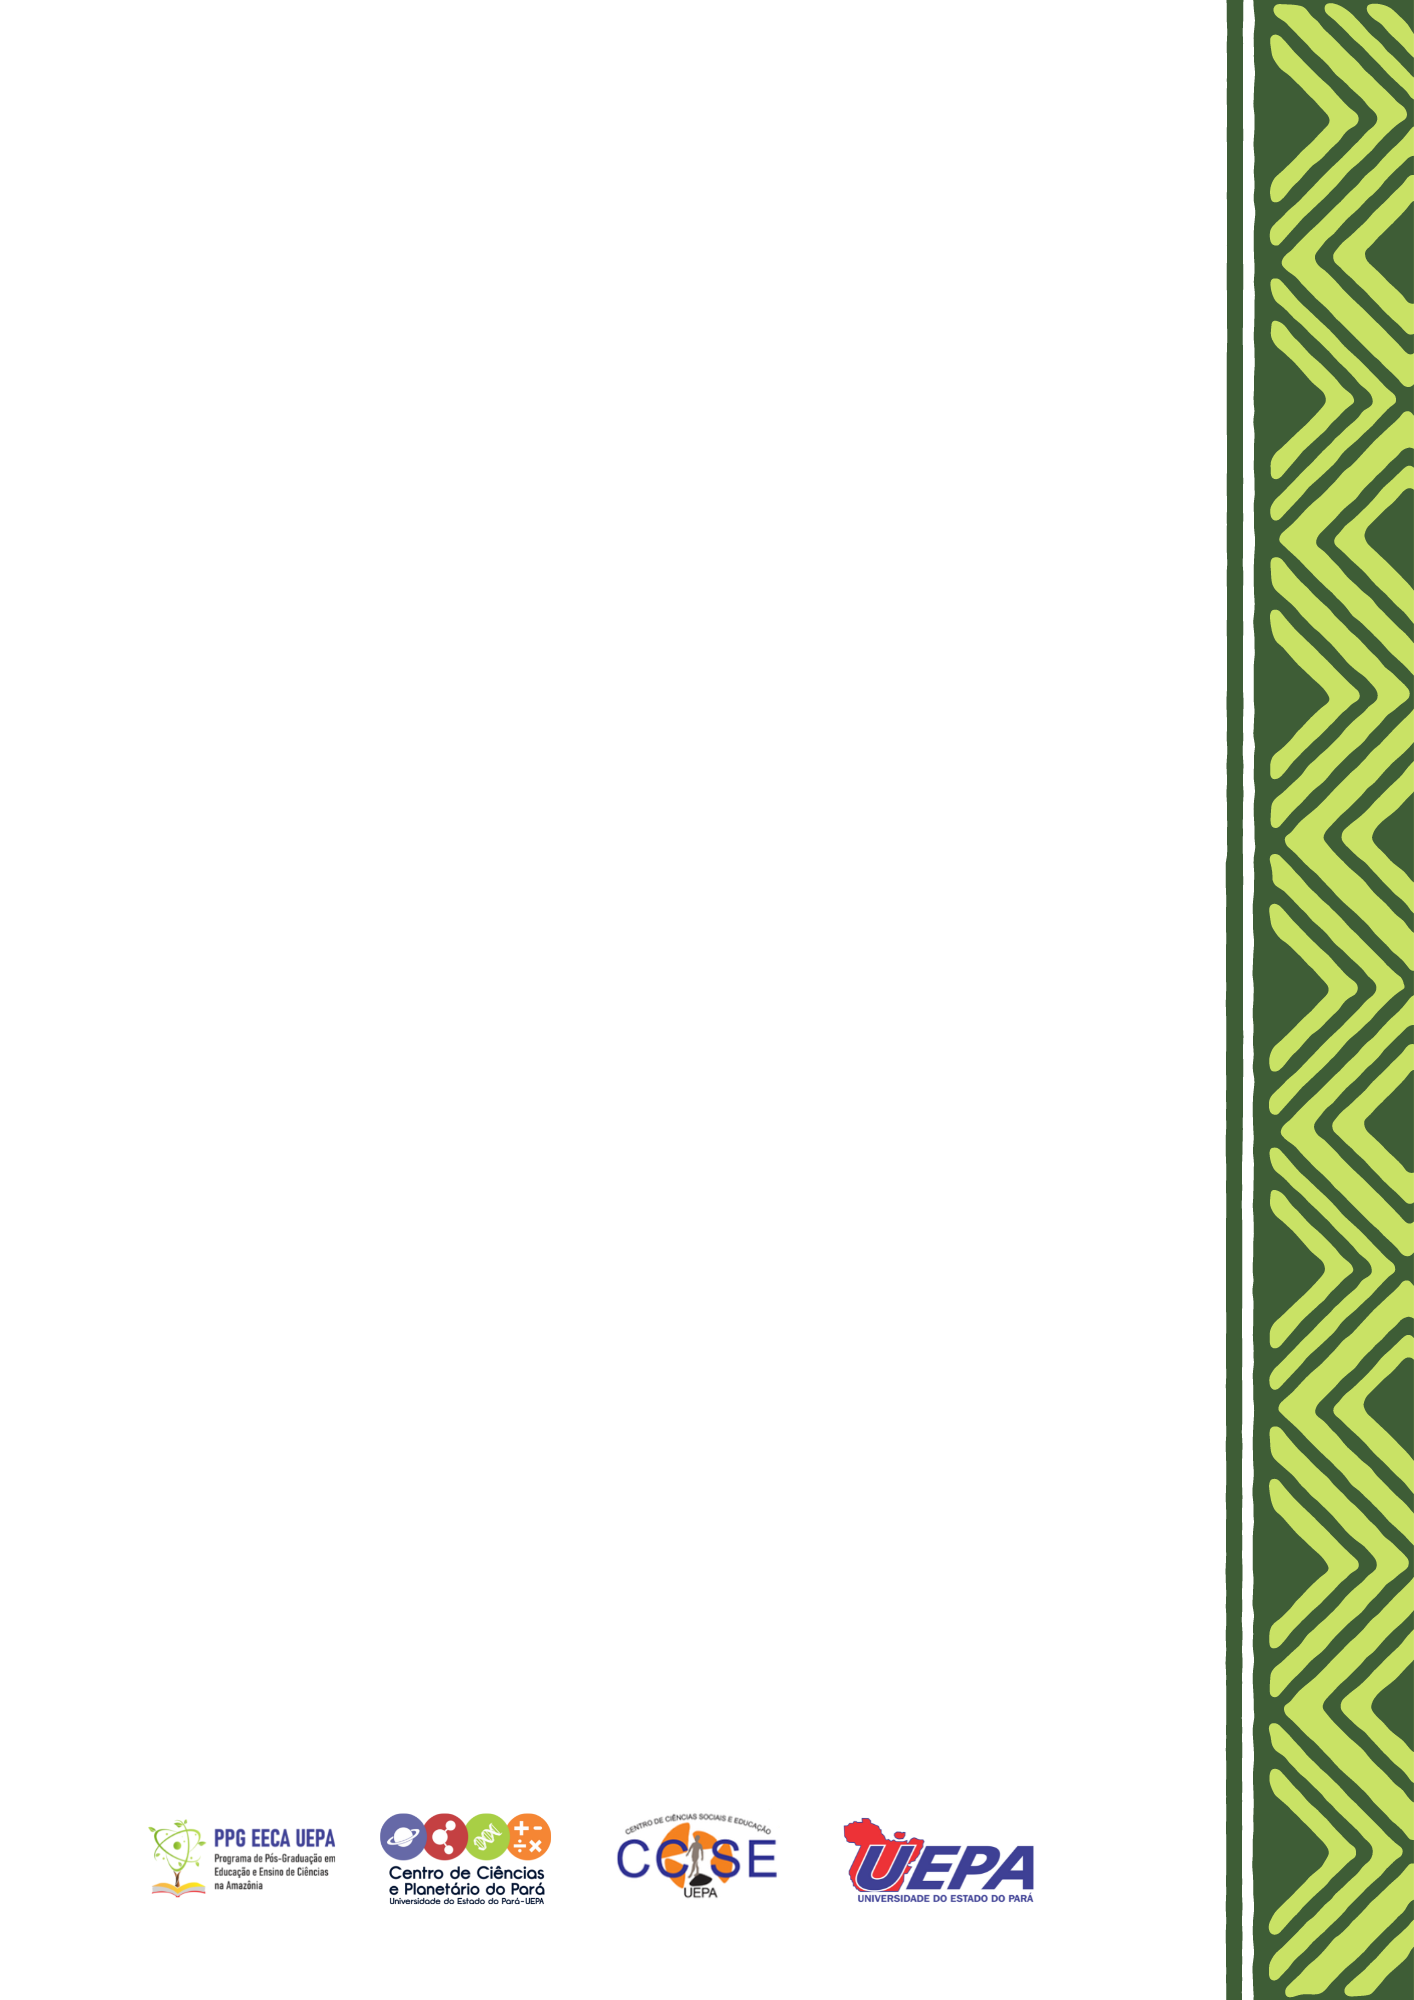 PPG EECA UEPA
Programa de Pós-Graduação em
Educação e Ensino de Ciências
na Amazônia
Centro de Ciências
e Planetário do Pará
Universidade do Estado do Pará-UEPA
CENTRO DE CIÊNCIAS SOCIAIS E EDUCAÇÃO
CCSE
UEPA
UEPA
UNIVERSIDADE DO ESTADO DO PARÁ